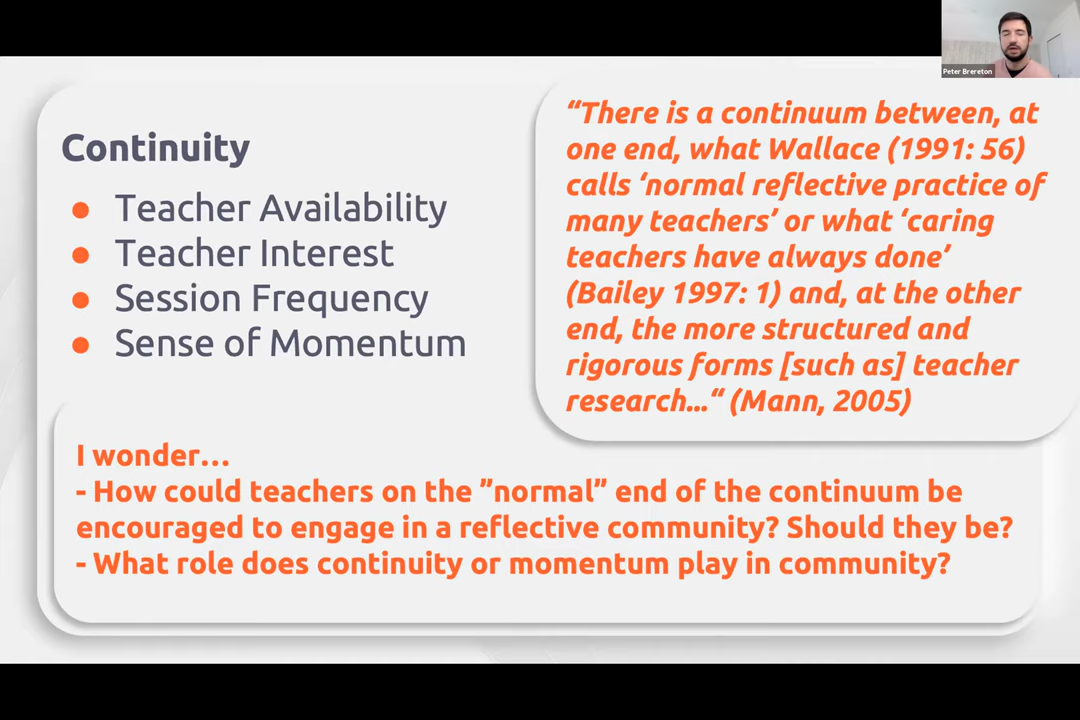 Peter Brereton
Continuity
● Teacher Availability
● Teacher Interest
● Session Frequency
● Sense of Momentum
“There is a continuum between, at
one end, what Wallace (1991: 56)
calls ‘normal reflective practice of
many teachers’ or what ‘caring
teachers have always done’
(Bailey 1997: 1) and, at the other
end, the more structured and
rigorous forms [such as] teacher
research...“ (Mann, 2005)
I wonder…
- How could teachers on the ”normal” end of the continuum be
encouraged to engage in a reflective community? Should they be?
- What role does continuity or momentum play in community?